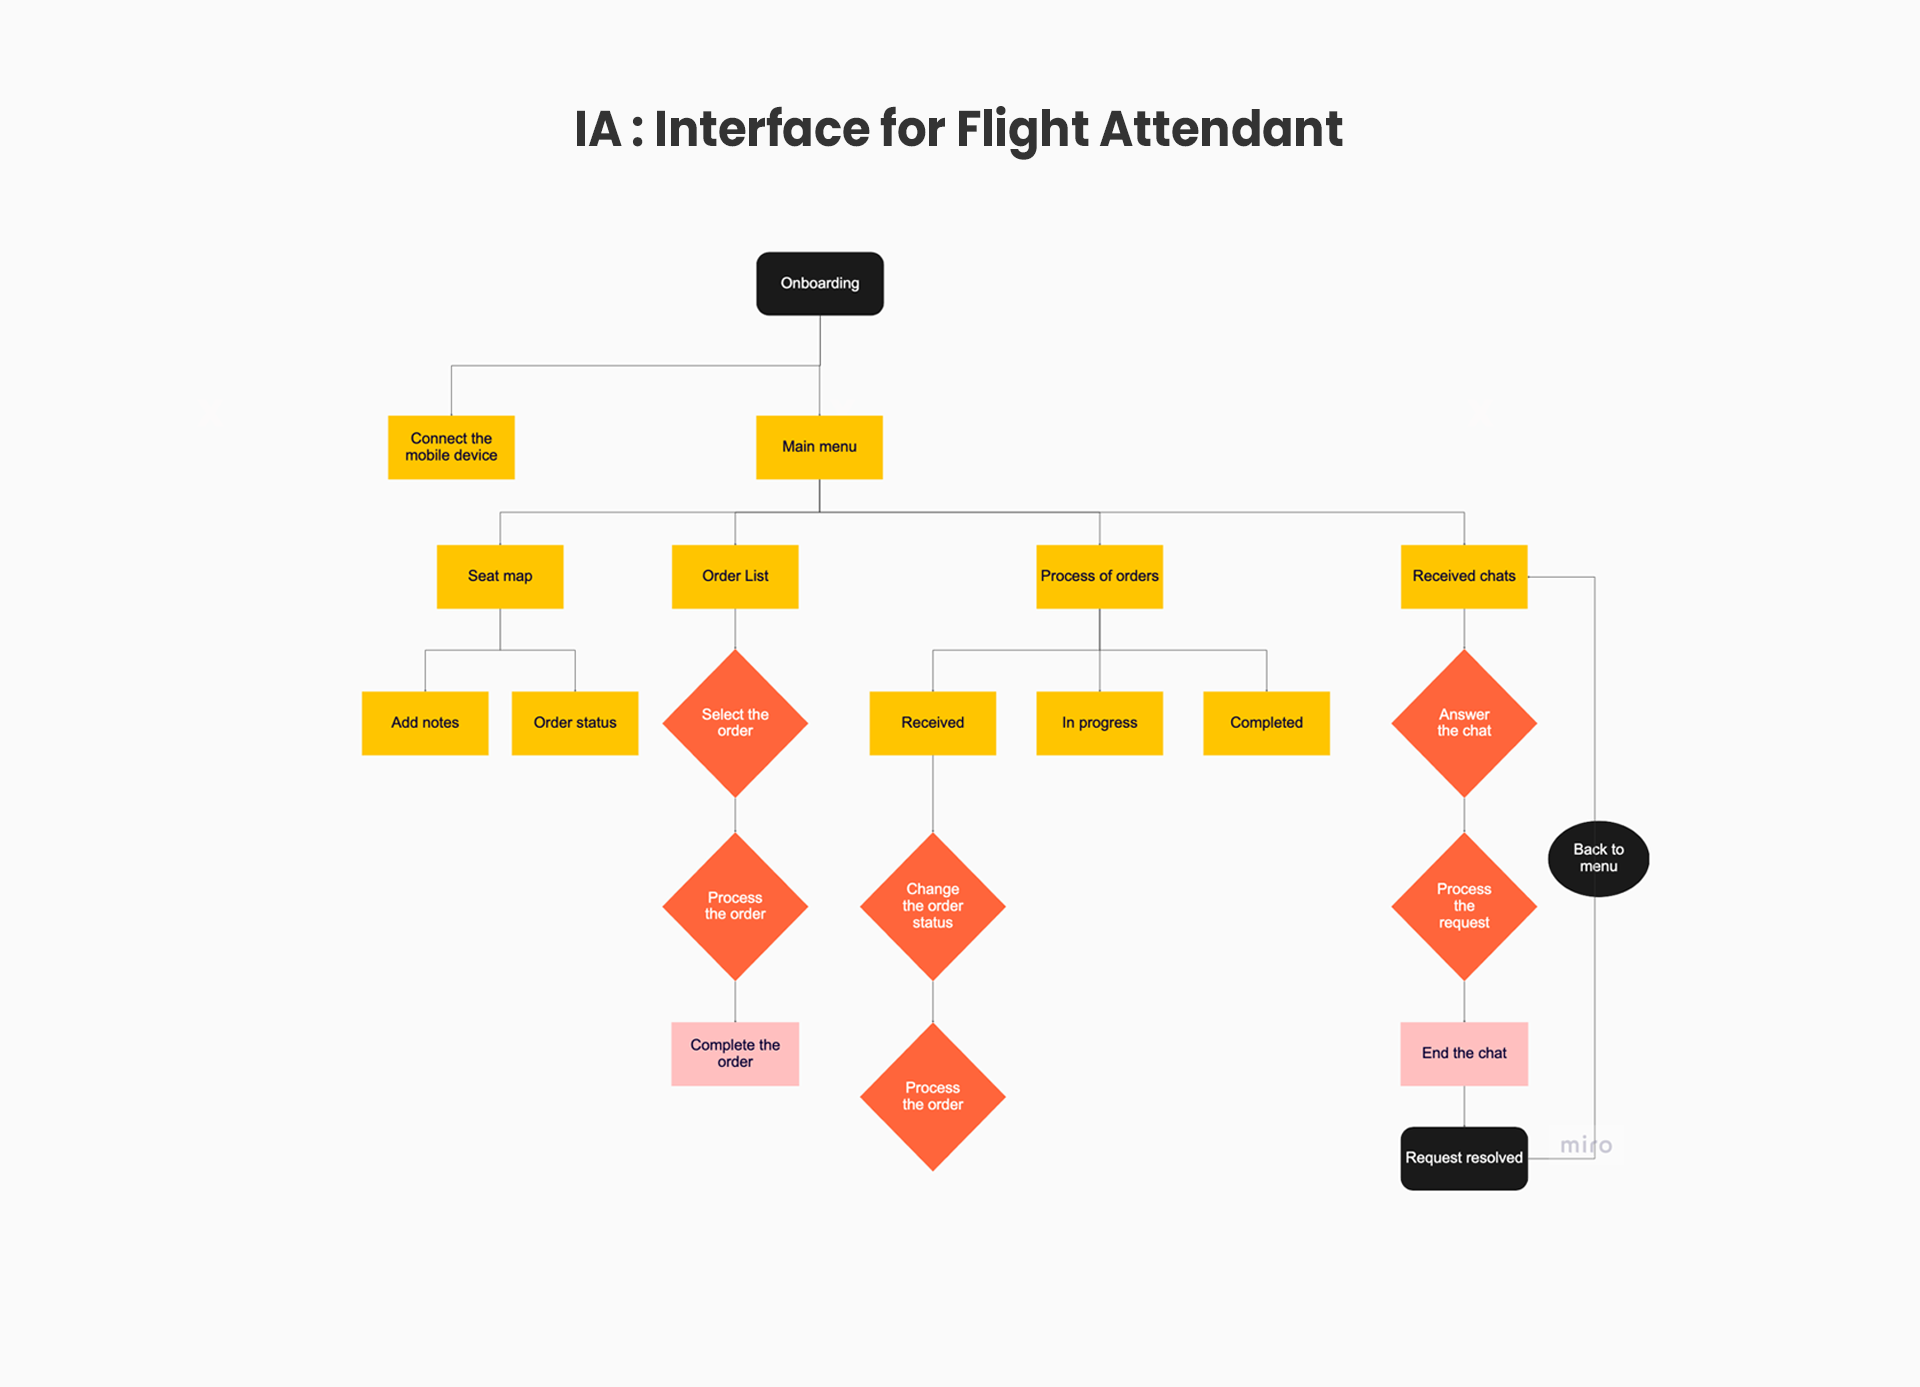 IA : Interface for Flight Attendant
Onboarding
Connect the
mobile device
Main menu
Seat map
Order List
Process of orders
Received chats
Add notes
Order status
Select the
order
Received
In progress
Completed
Answer
the chat
Process
the order
Change
the order
status
Process
the
request
Back to
menu
Complete the
order
Process
the order
End the chat
Request resolved
miro